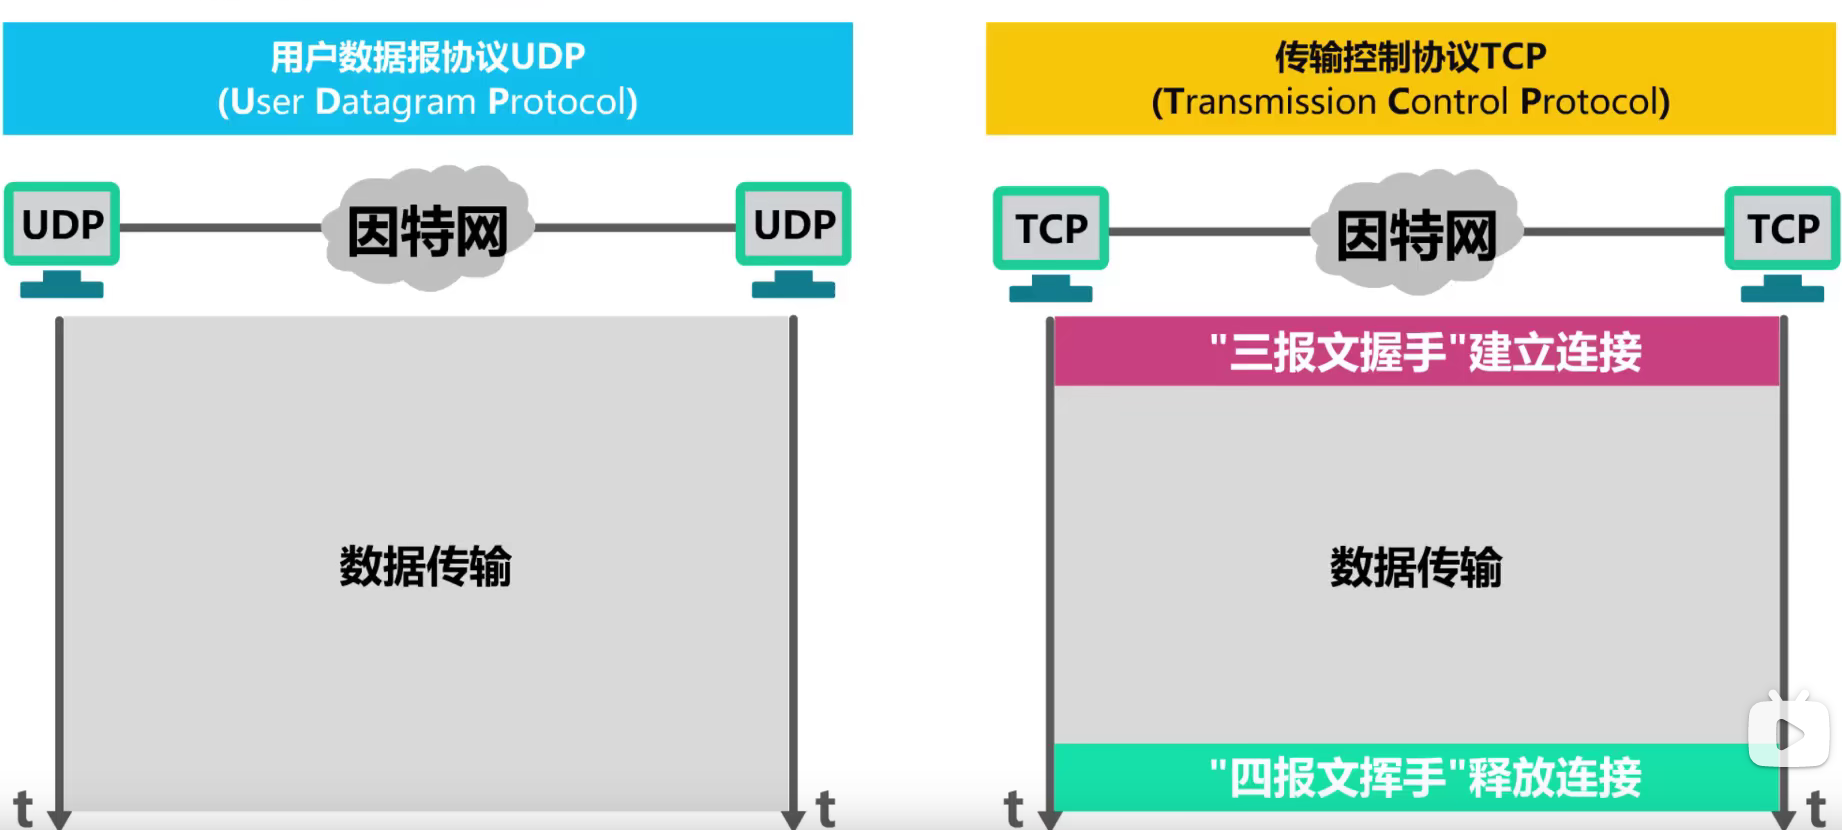 用户数据报协议UDP
(User Datagram Protocol)
UDP
因特网
UDP
数据传输
t
t
传输控制协议TCP
(Transmission Control Protocol)
TCP
因特网
TCP
"三报文握手"建立连接
数据传输
"四报文挥手"释放连接
t
t